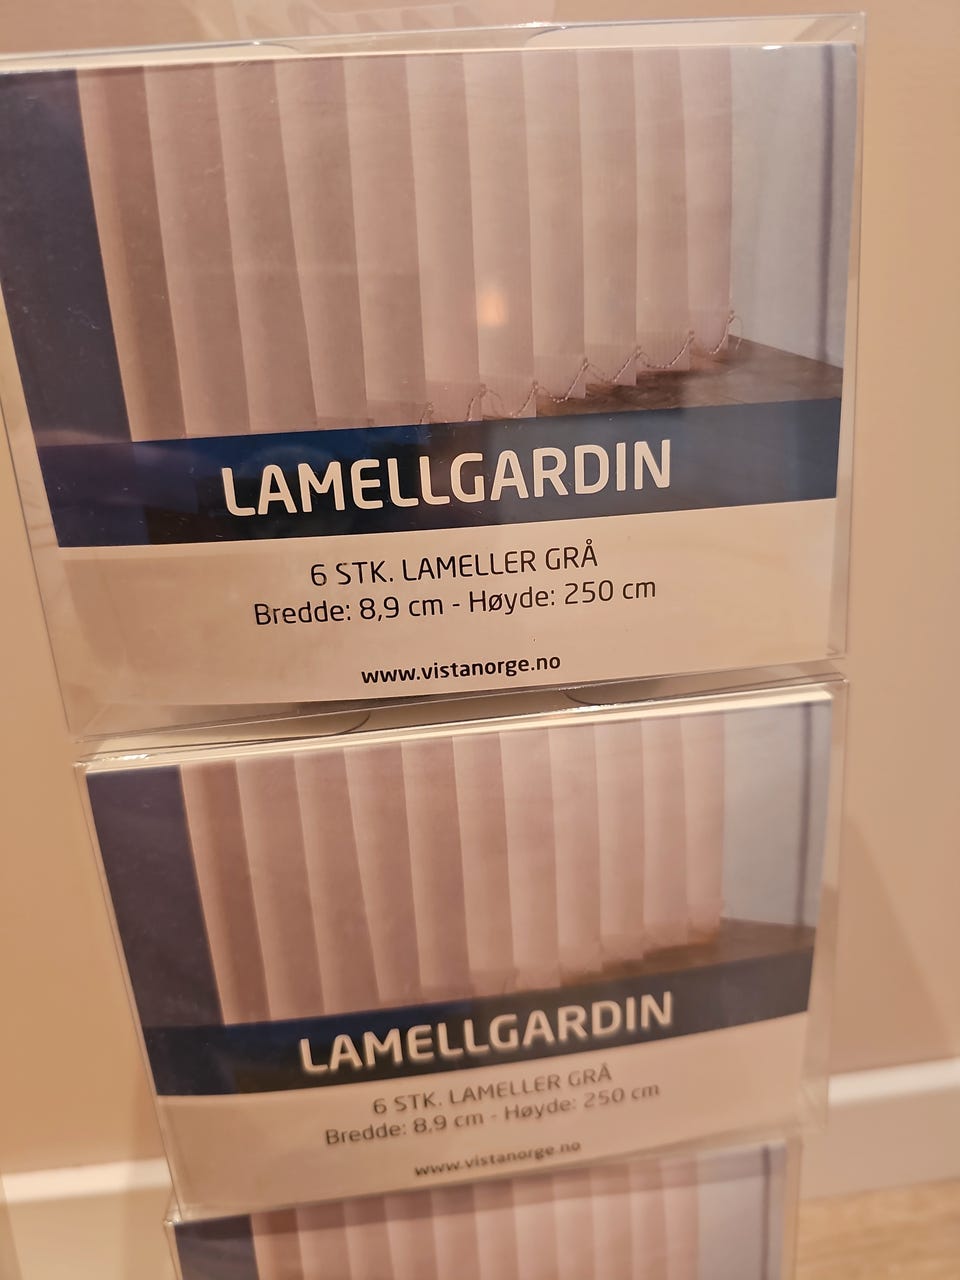 LAMELLGARDIN
6 STK. LAMELLER GRÅ
Bredde: 8,9 cm - Høyde: 250 cm
www.vistanorge.no
LAMELLGARDIN
6 STK. LAMELLER GRÅ
Bredde: 8,9 cm - Høyde: 250 cm
www.vistanorge.no